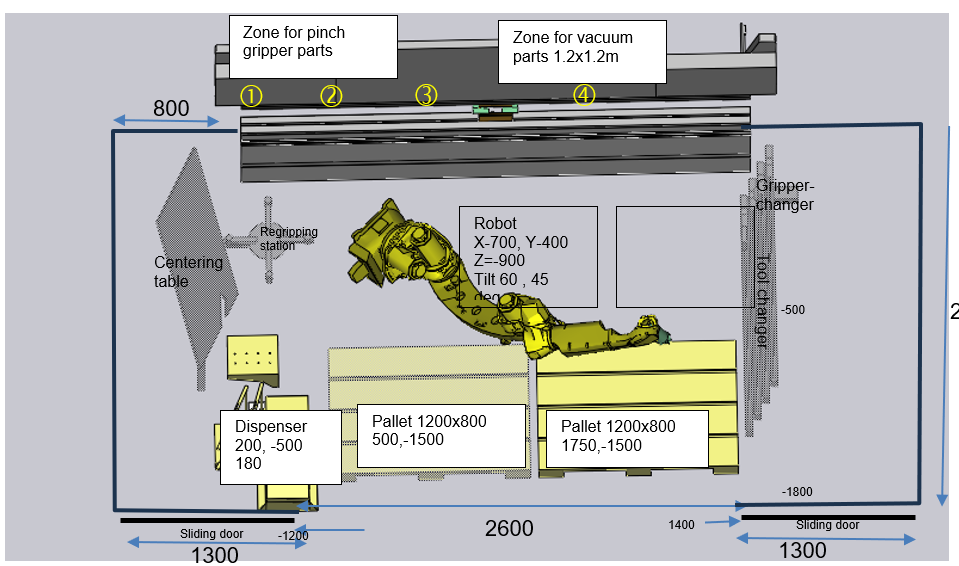 Zone for pinch
gripper parts
Zone for vacuum
parts 1.2x1.2m
① ② ③ ④
800
Gripper-
changer
Regripping
station
Robot
X-700, Y-400
Z=-900
Tilt 60 , 45
deg
Centering
table
Tool changer
-500
2
Dispenser
200, -500
180
Pallet 1200x800
500,-1500
Pallet 1200x800
1750,-1500
-1800
Sliding door
-1200
2600
1400
Sliding door
1300
1300